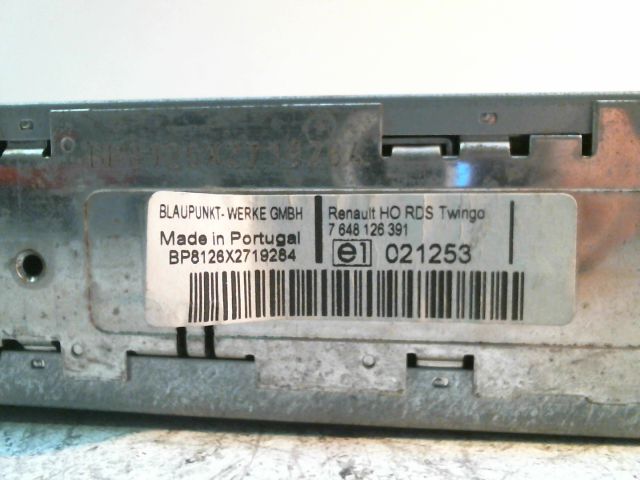 BLAUPUNKT-WERKE GMBH
Made in Portugal
BP8126X2719284
Renault HO RDS Twingo
7 648 126 391
e1 021253